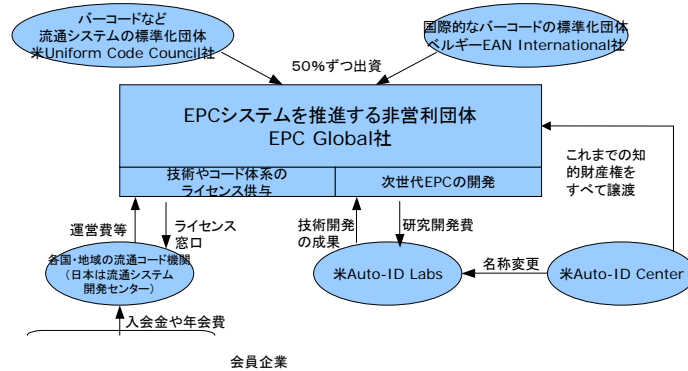 バーコードなど
流通システムの標準化団体
米Uniform Code Council社
国際的なバーコードの標準化団体
ベルギーEAN International社
50%ずつ出資
EPCシステムを推進する非営利団体
EPC Global社
技術やコード体系の
ライセンス供与
次世代EPCの開発
これまでの知
的財産権を
すべて譲渡
運営費等
ライセンス
窓口
技術開発
の成果
研究開発費
各国・地域の流通コード機関
（日本は流通システム
開発センター）
米Auto-ID Labs
名称変更
米Auto-ID Center
入会金や年会費
会員企業